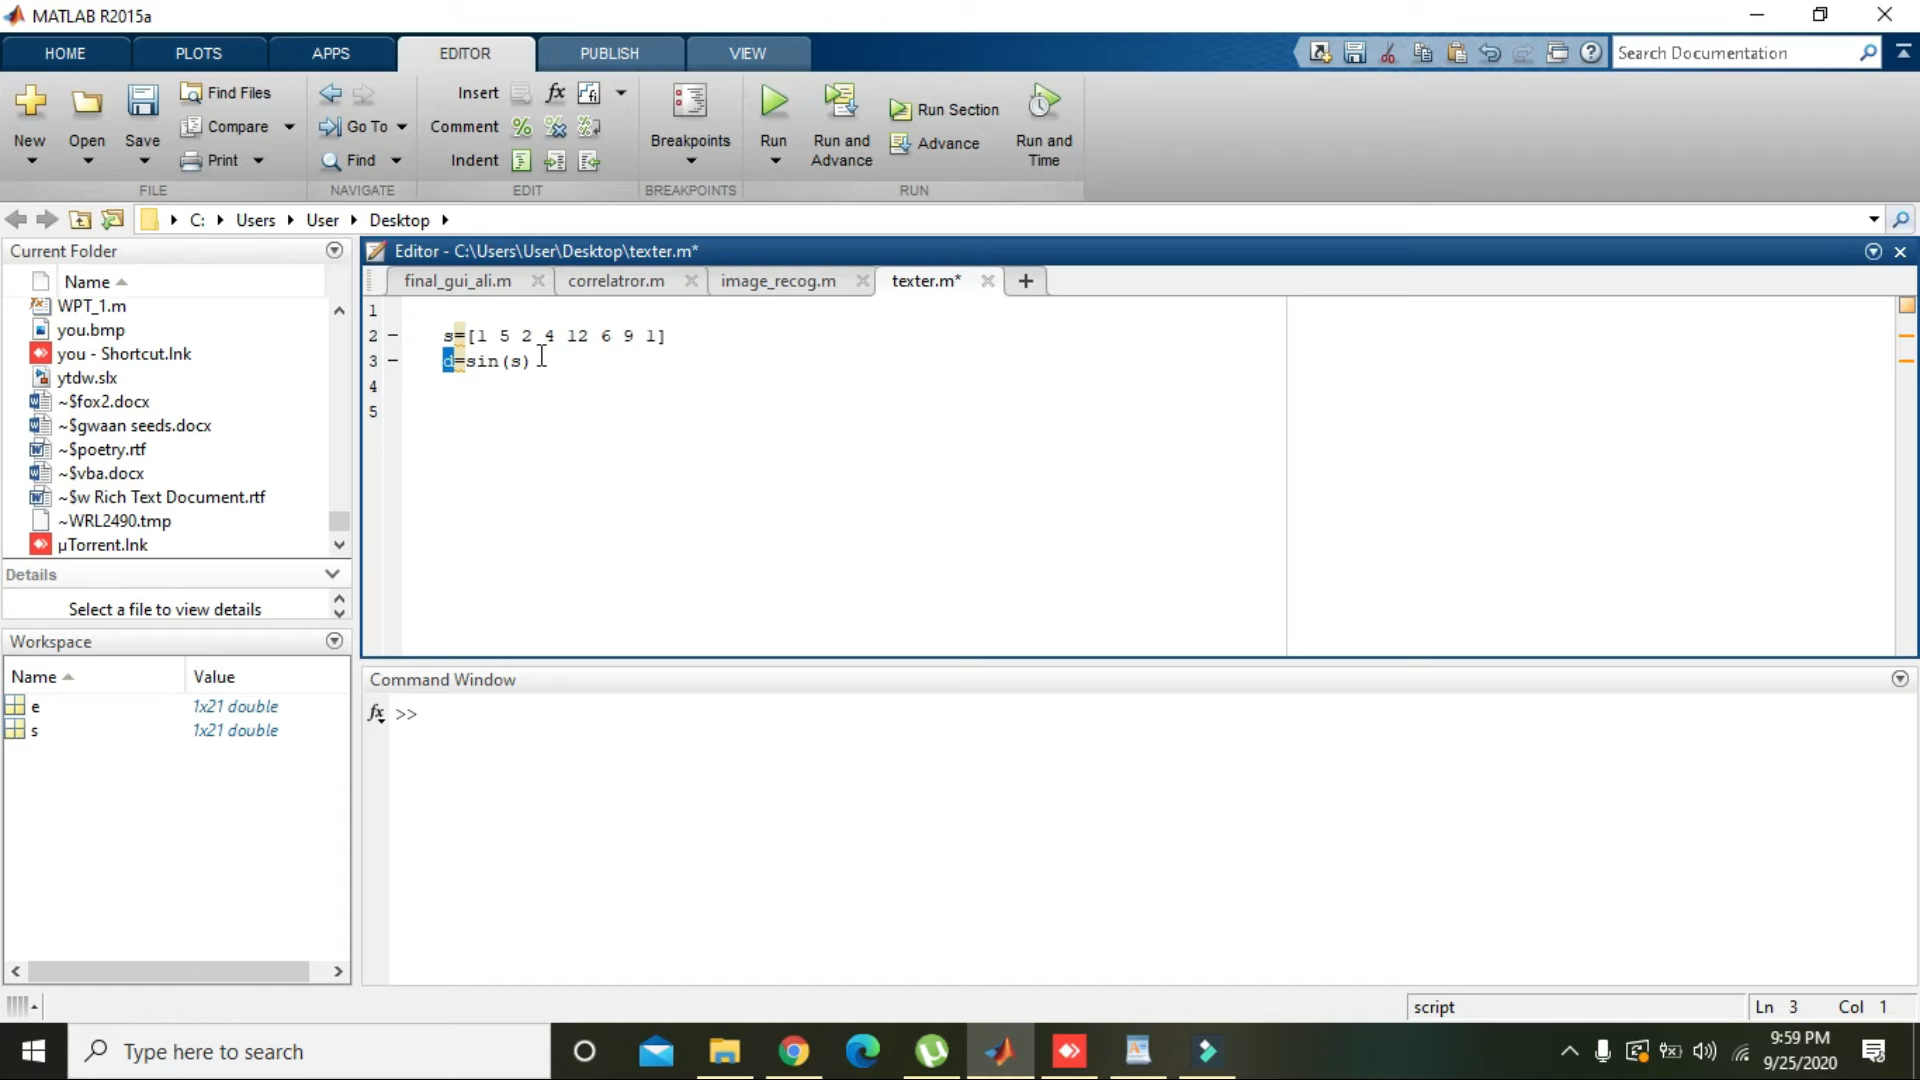 MATLAB R2015a
HOME PLOTS APPS EDITOR PUBLISH VIEW Search Documentation
New Open Save Find Files Compare Print FILE
Go To Find NAVIGATE
Insert fx Comment Indent EDIT
Breakpoints BREAKPOINTS
Run Run and Advance Run Section Advance Run and Time RUN
C: Users User Desktop
Current Folder
Name
WPT_1.m
you.bmp
you - Shortcut.lnk
ytdw.slx
~$fox2.docx
~$gwaan seeds.docx
~$poetry.rtf
~$vba.docx
~$w Rich Text Document.rtf
~WRL2490.tmp
µTorrent.lnk
Details
Select a file to view details
Workspace
Name Value
e 1x21 double
s 1x21 double
Editor - C:\Users\User\Desktop\texter.m*
final_gui_ali.m correlatror.m image_recog.m texter.m*
1
2 - s=[1 5 2 4 12 6 9 1]
3 - d=sin(s)
4
5
Command Window
fx >>
script Ln 3 Col 1
Type here to search
9:59 PM
9/25/2020